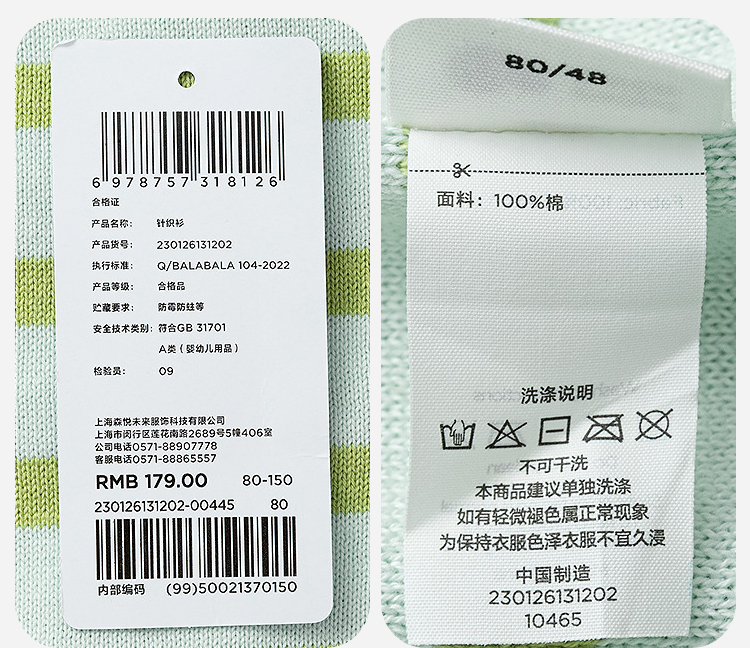 6 978757 318126
合格证
产品名称: 针织衫
产品货号: 230126131202
执行标准: Q/BALABALA 104-2022
产品等级: 合格品
贮藏要求: 防霉防蛀等
安全技术类别: 符合GB 31701
A类（婴幼儿用品）
检验员: 09
上海森悦未来服饰科技有限公司
上海市闵行区莲花南路2689号5幢406室
公司电话0571-88907778
客服电话0571-88865557
RMB 179.00 80-150
230126131202-00445 80
内部编码 (99)50021370150
80/48
面料: 100%棉
洗涤说明
不可干洗
本商品建议单独洗涤
如有轻微褪色属正常现象
为保持衣服色泽衣服不宜久浸
中国制造
230126131202
10465